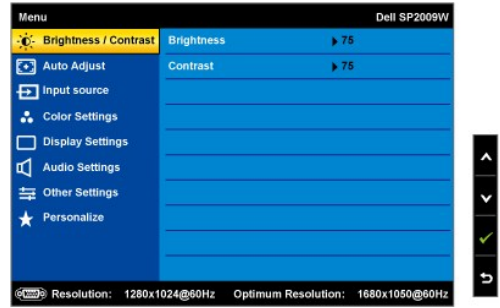 Menu Dell SP2009W
Brightness / Contrast Brightness 75
Auto Adjust Contrast 75
Input source
Color Settings
Display Settings
Audio Settings
Other Settings
Personalize
Resolution: 1280x1024@60Hz Optimum Resolution: 1680x1050@60Hz